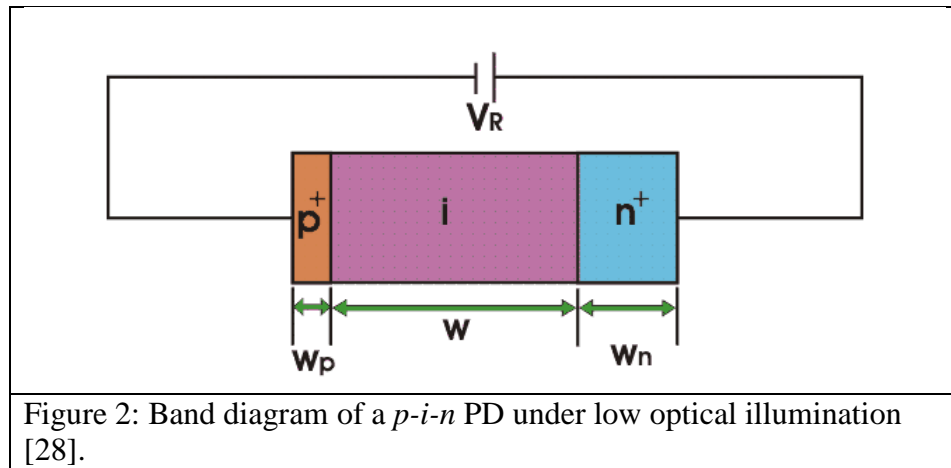 VR
p+
i
n+
wp
w
wn
Figure 2: Band diagram of a p-i-n PD under low optical illumination
[28].